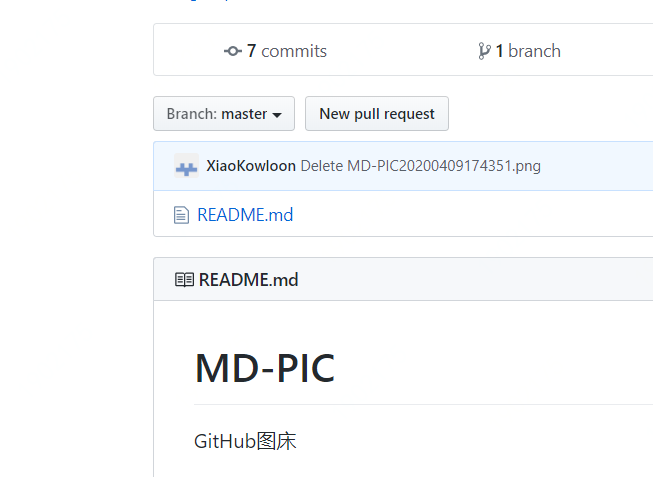 7 commits
1 branch
Branch: master
New pull request
XiaoKowloon Delete MD-PIC20200409174351.png
README.md
README.md
MD-PIC
GitHub图床